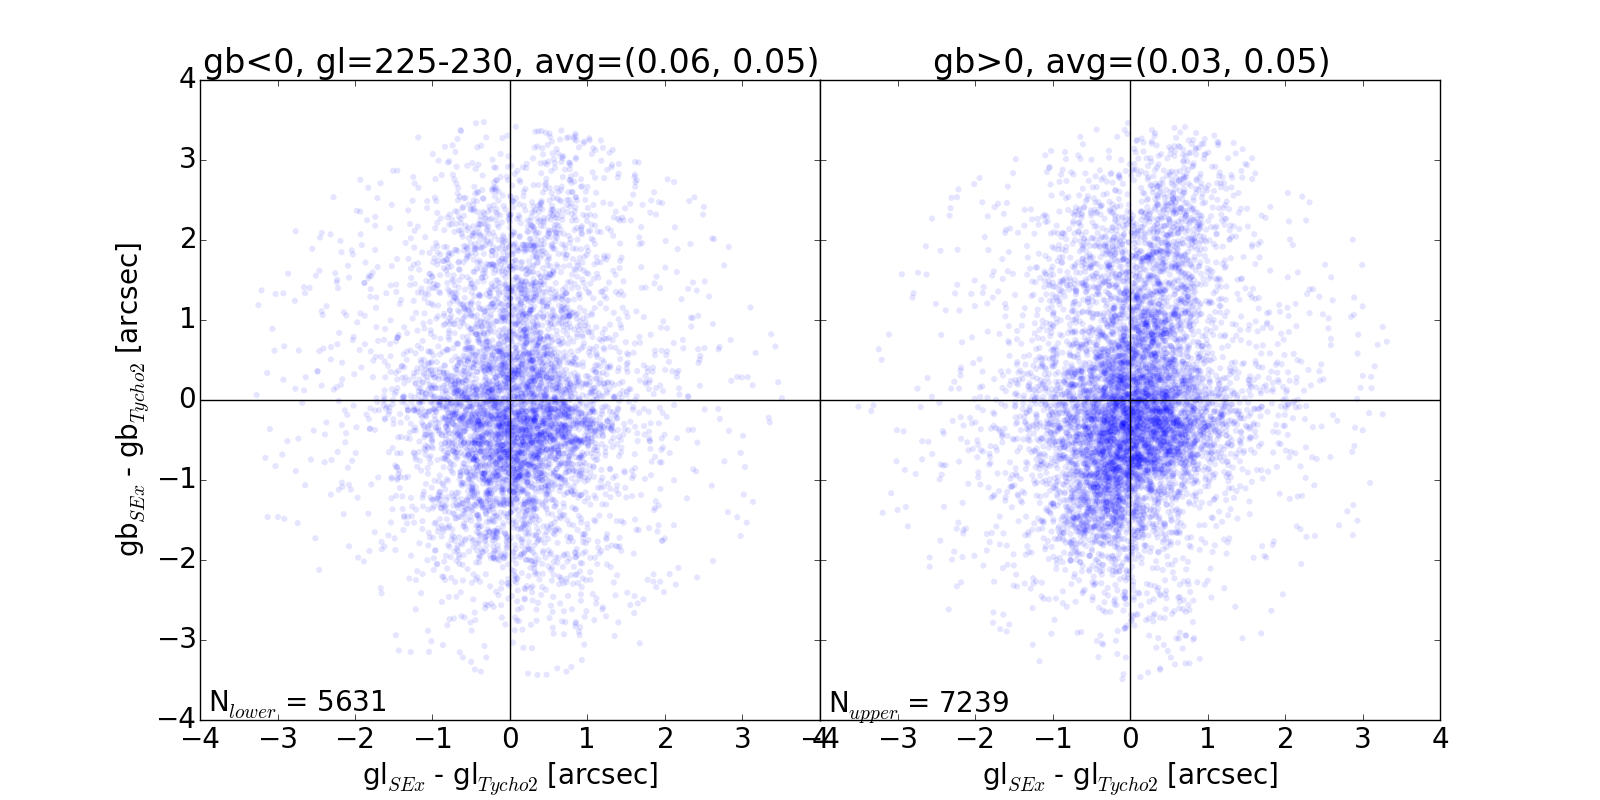 gb<0, gl=225-230, avg=(0.06, 0.05)
gb>0, avg=(0.03, 0.05)
4
3
2
1
0
−1
−2
−3
−4
gb_SEx - gb_Tycho2 [arcsec]
N_lower = 5631
N_upper = 7239
−4 −3 −2 −1 0 1 2 3 4
−4 −3 −2 −1 0 1 2 3 4
gl_SEx - gl_Tycho2 [arcsec]
gl_SEx - gl_Tycho2 [arcsec]